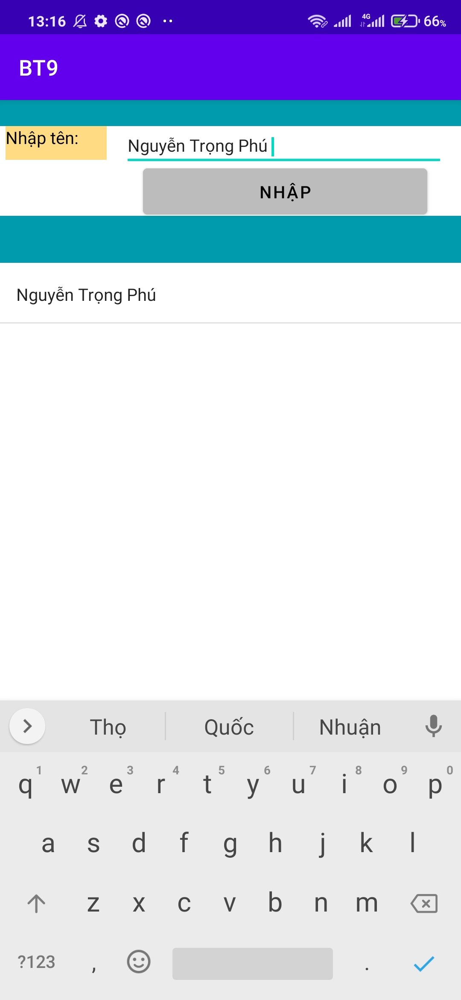 13:16 4G 66%
BT9
Nhập tên:
Nguyễn Trọng Phú
NHẬP
Nguyễn Trọng Phú
Thọ Quốc Nhuận
1 2 3 4 5 6 7 8 9 0
q w e r t y u i o p
a s d f g h j k l
z x c v b n m
?123 , .